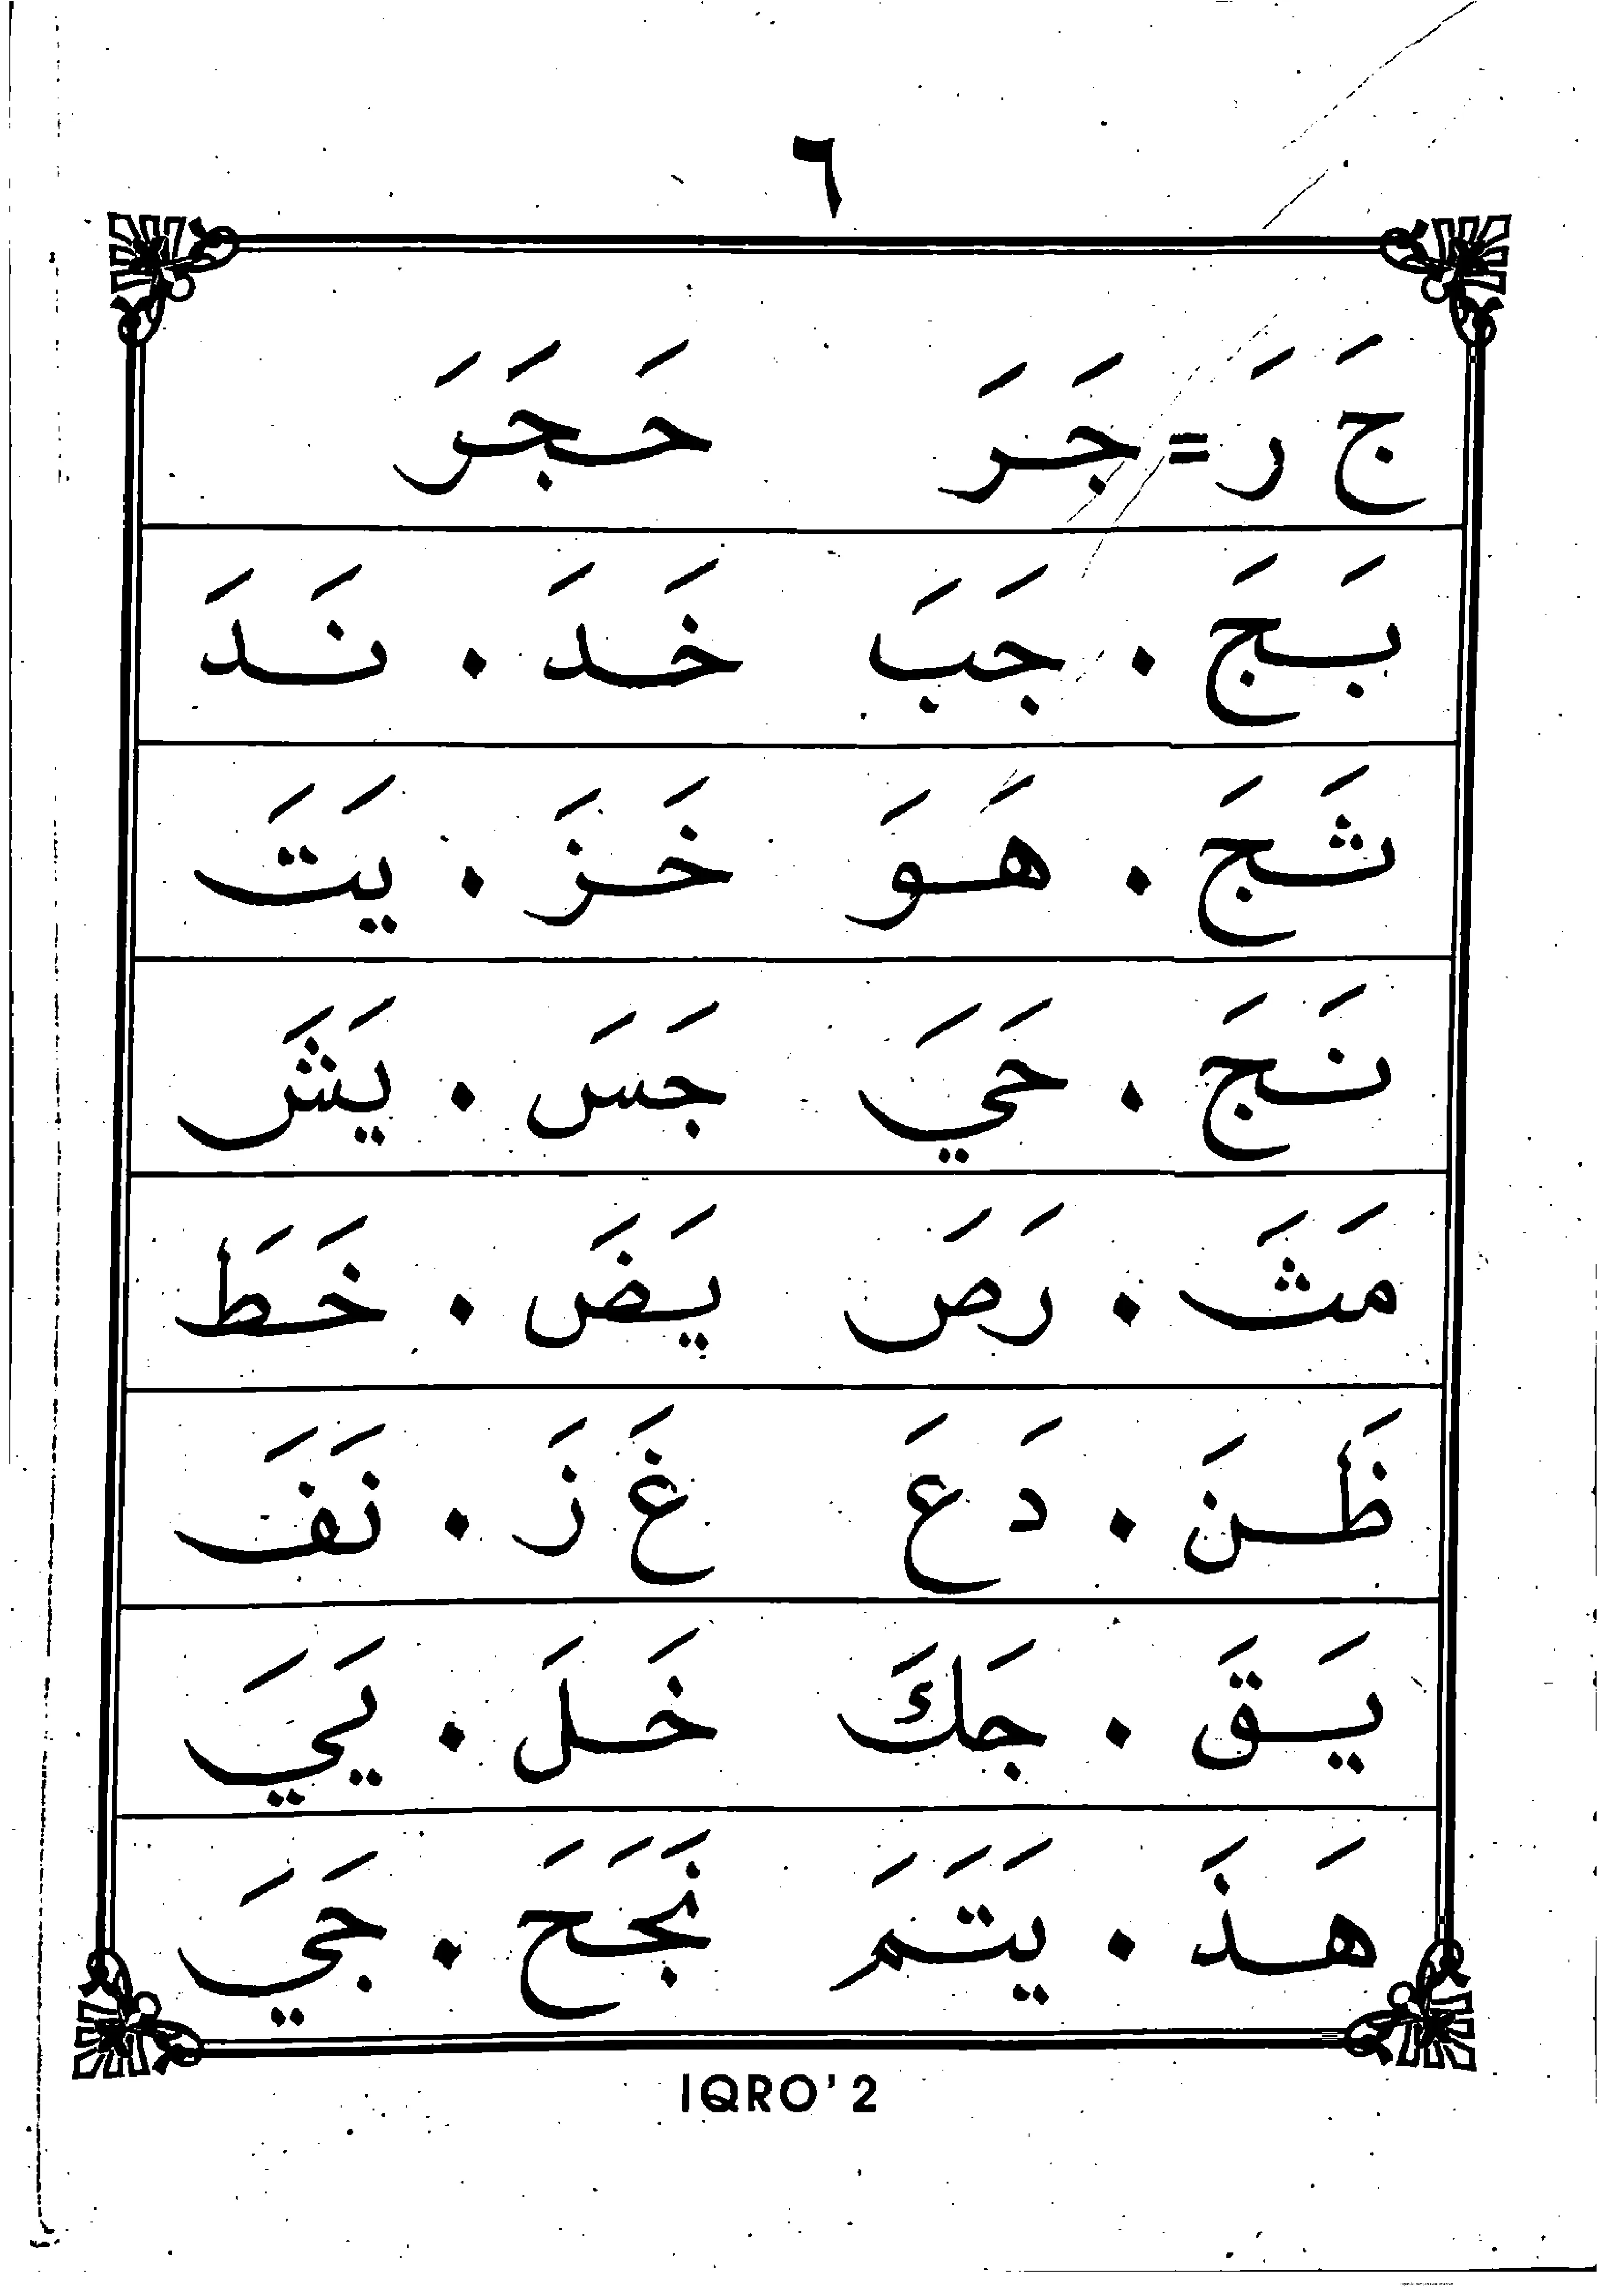 ٦
جَ رَ = جَرَ حَجَرَ
بَجَ . جَبَ خَدَ . نَدَ
ثَجَ . هَوَ خَزَ . يَتَ
نَجَ . حَيَ جَسَ . يَشَ
مَثَ . رَصَ يَضَ . خَطَ
ظَنَ . دَعَ غَزَ . نَفَ
يَقَ . جَكَ خَلَ . يَيَ
هَذَ . يَتَمَ نَجَحَ . جَيَ
IQRO' 2